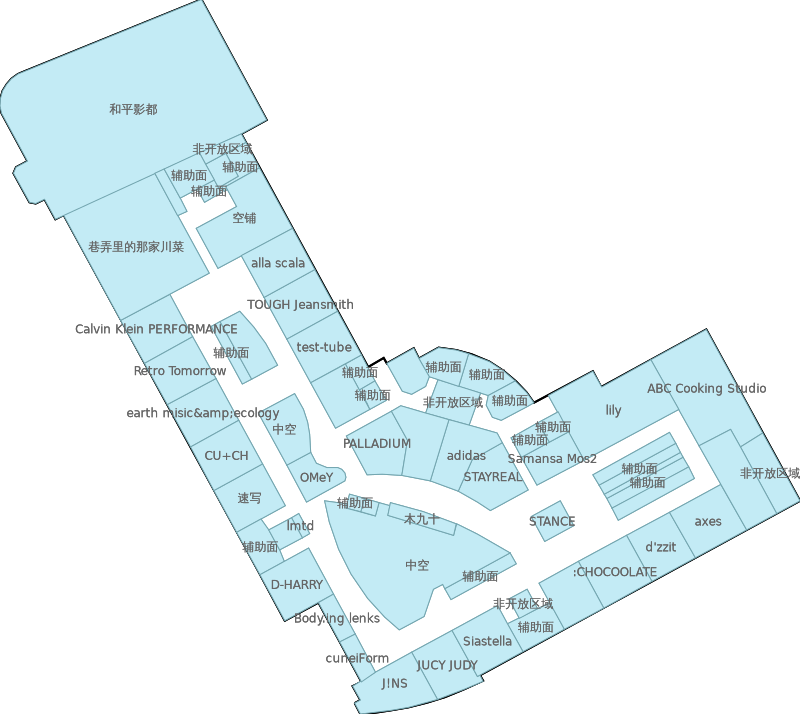 和平影都
非开放区域
辅助面
辅助面
辅助面
空铺
巷弄里的那家川菜
alla scala
TOUGH Jeansmith
Calvin Klein PERFORMANCE
test-tube
辅助面
Retro Tomorrow
辅助面
辅助面
辅助面
辅助面
辅助面
非开放区域
earth misic&amp;ecology
中空
PALLADIUM
adidas
STAYREAL
辅助面
辅助面
Samansa Mos2
lily
ABC Cooking Studio
CU+CH
OMeY
速写
辅助面
木九十
辅助面
辅助面
非开放区域
STANCE
axes
lmtd
辅助面
中空
d'zzit
:CHOCOOLATE
辅助面
D-HARRY
非开放区域
Body.ing lenks
辅助面
Siastella
cuneiForm
JUCY JUDY
J!NS